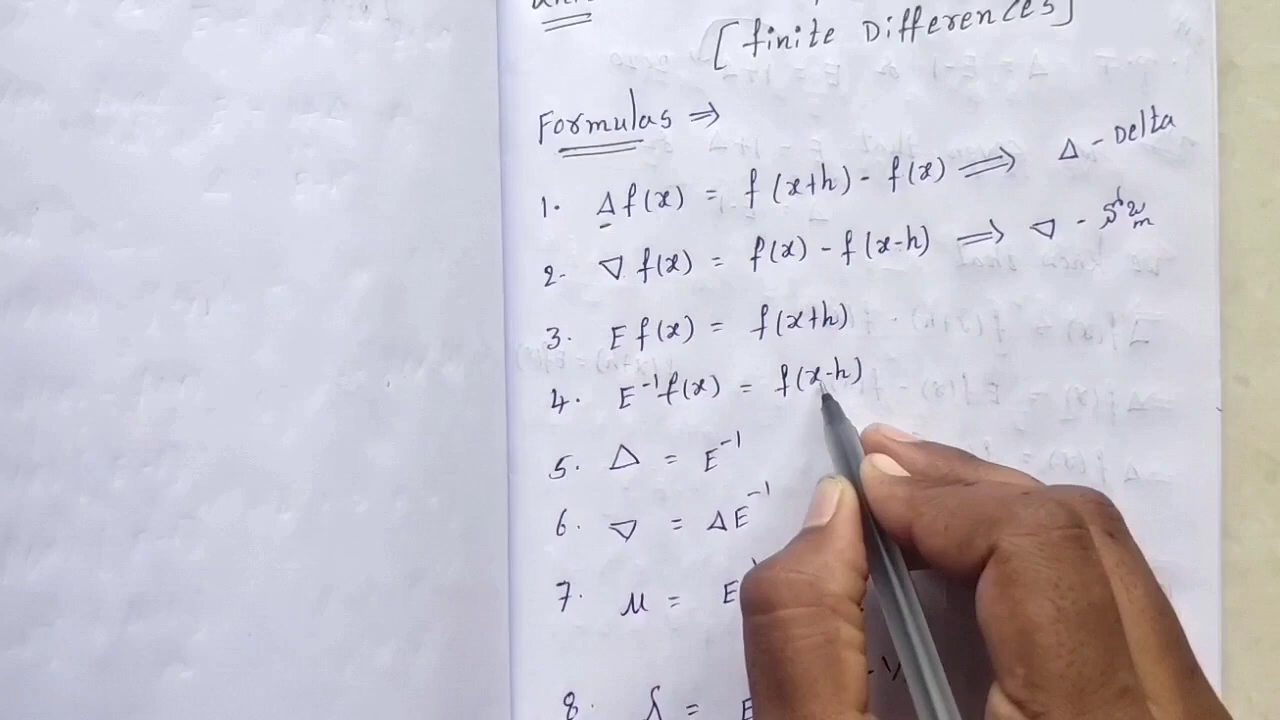 [Finite Differences]
Formulas ⇒
1. Δf(x) = f(x+h) - f(x) ⟹ Δ - Delta
2. ∇f(x) = f(x) - f(x-h) ⟹ ∇ -
3. Ef(x) = f(x+h)
4. E⁻¹f(x) = f(x-h)
5. Δ = E⁻¹
6. ∇ = ΔE⁻¹
7. μ = E
8. δ = E